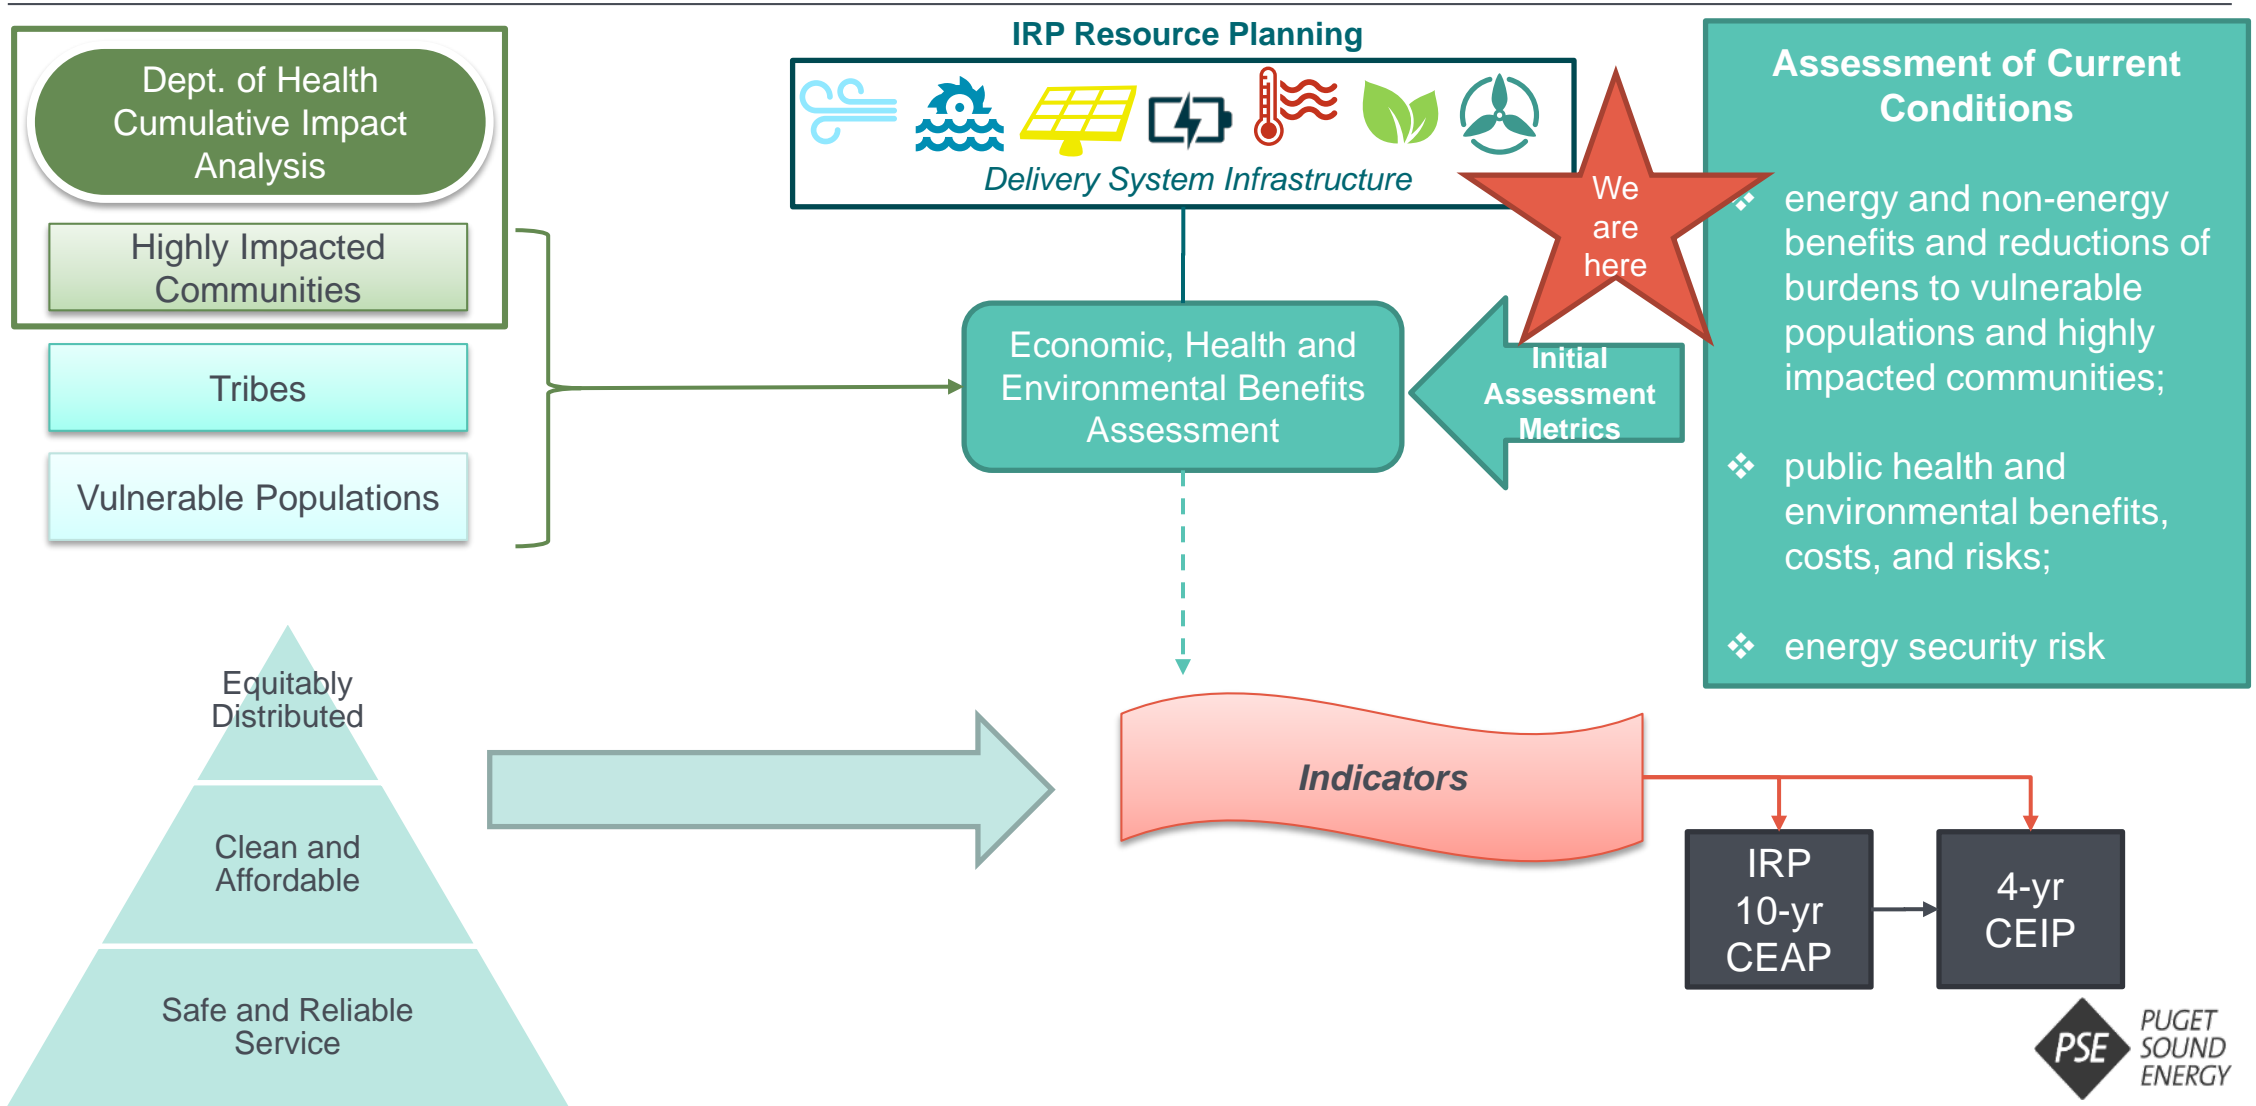 IRP Resource Planning
Delivery System Infrastructure
Dept. of Health
Cumulative Impact
Analysis
Highly Impacted
Communities
Tribes
Vulnerable Populations
Economic, Health and
Environmental Benefits
Assessment
We
are
here
Initial
Assessment
Metrics
Assessment of Current
Conditions
❖ energy and non-energy
benefits and reductions of
burdens to vulnerable
populations and highly
impacted communities;
❖ public health and
environmental benefits,
costs, and risks;
❖ energy security risk
Equitably
Distributed
Clean and
Affordable
Safe and Reliable
Service
Indicators
IRP
10-yr
CEAP
4-yr
CEIP
PSE
PUGET
SOUND
ENERGY